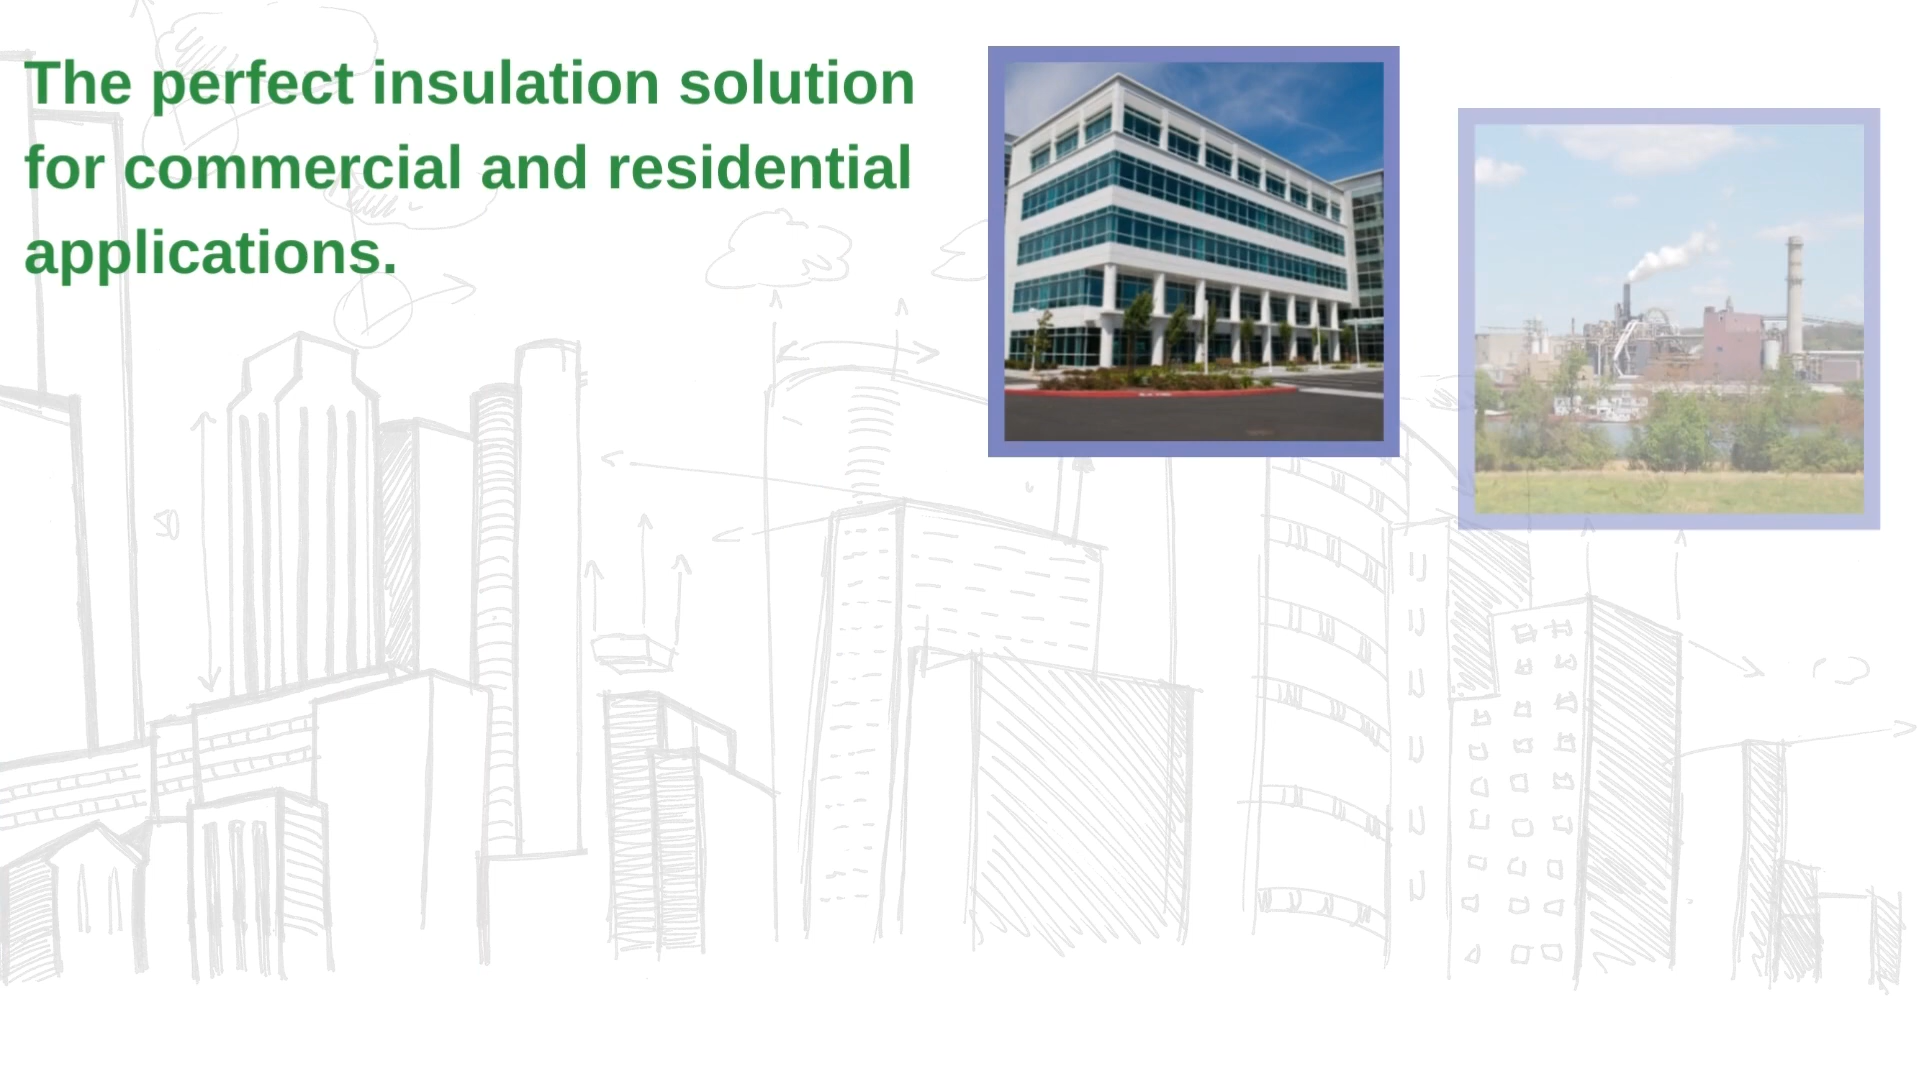 The perfect insulation solution
for commercial and residential
applications.